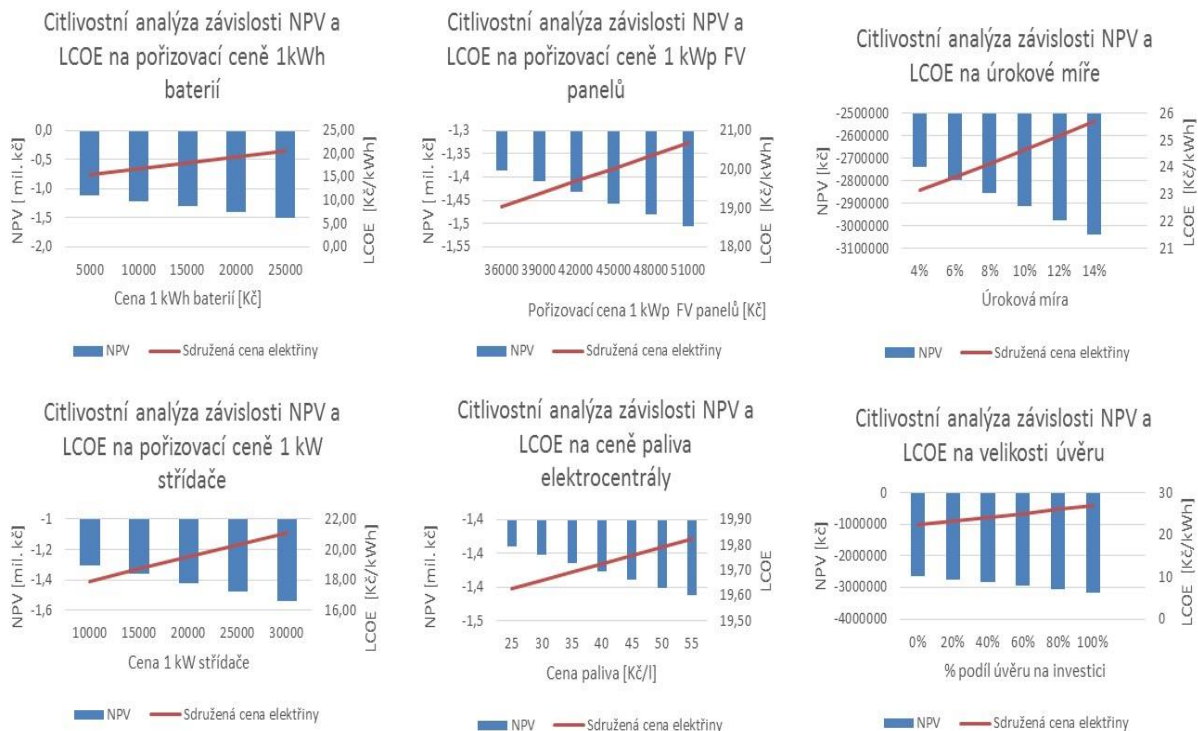 Citlivostní analýza závislosti NPV a
LCOE na pořizovací ceně 1kWh
baterií
NPV [mil. kč]
0,0
-0,5
-1,0
-1,5
-2,0
25,00
20,00
15,00
10,00
5,00
0,00
LCOE [Kč/kWh]
5000 10000 15000 20000 25000
Cena 1 kWh baterií [Kč]
NPV Sdružená cena elektřiny
Citlivostní analýza závislosti NPV a
LCOE na pořizovací ceně 1 kWp FV
panelů
NPV [mil. kč]
-1,3
-1,35
-1,4
-1,45
-1,5
-1,55
21,00
20,00
19,00
18,00
LCOE [Kč/kWh]
36000 39000 42000 45000 48000 51000
Pořizovací cena 1 kWp FV panelů [Kč]
NPV Sdružená cena elektřiny
Citlivostní analýza závislosti NPV a
LCOE na úrokové míře
NPV [kč]
-2500000
-2600000
-2700000
-2800000
-2900000
-3000000
-3100000
26
25
24
23
22
21
LCOE [Kč/kWh]
4% 6% 8% 10% 12% 14%
Úroková míra
NPV Sdružená cena elektřiny
Citlivostní analýza závislosti NPV a
LCOE na pořizovací ceně 1 kW
střídače
NPV [mil. kč]
-1
-1,2
-1,4
-1,6
22,00
20,00
18,00
16,00
LCOE [Kč/kWh]
10000 15000 20000 25000 30000
Cena 1 kW střídače
NPV Sdružená cena elektřiny
Citlivostní analýza závislosti NPV a
LCOE na ceně paliva
elektrocentrály
NPV [mil. kč]
-1,4
-1,4
-1,4
-1,5
19,90
19,80
19,70
19,60
19,50
LCOE
25 30 35 40 45 50 55
Cena paliva [Kč/l]
NPV Sdružená cena elektřiny
Citlivostní analýza závislosti NPV a
LCOE na velikosti úvěru
NPV [kč]
0
-1000000
-2000000
-3000000
-4000000
30
20
10
0
LCOE [Kč/kWh]
0% 20% 40% 60% 80% 100%
% podíl úvěru na investici
NPV Sdružená cena elektřiny